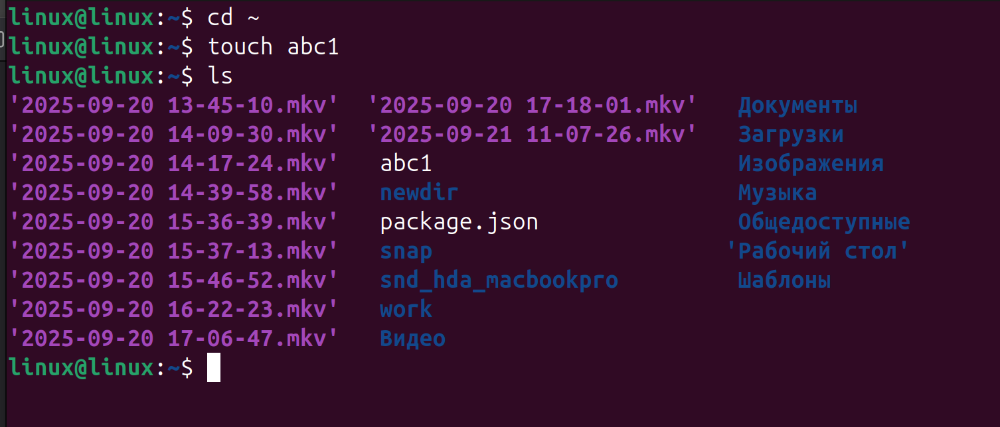 linux@linux:~$ cd ~
linux@linux:~$ touch abc1
linux@linux:~$ ls
'2025-09-20 13-45-10.mkv'  '2025-09-20 17-18-01.mkv'   Документы
'2025-09-20 14-09-30.mkv'  '2025-09-21 11-07-26.mkv'   Загрузки
'2025-09-20 14-17-24.mkv'   abc1                       Изображения
'2025-09-20 14-39-58.mkv'   newdir                     Музыка
'2025-09-20 15-36-39.mkv'   package.json               Общедоступные
'2025-09-20 15-37-13.mkv'   snap                      'Рабочий стол'
'2025-09-20 15-46-52.mkv'   snd_hda_macbookpro         Шаблоны
'2025-09-20 16-22-23.mkv'   work
'2025-09-20 17-06-47.mkv'   Видео
linux@linux:~$